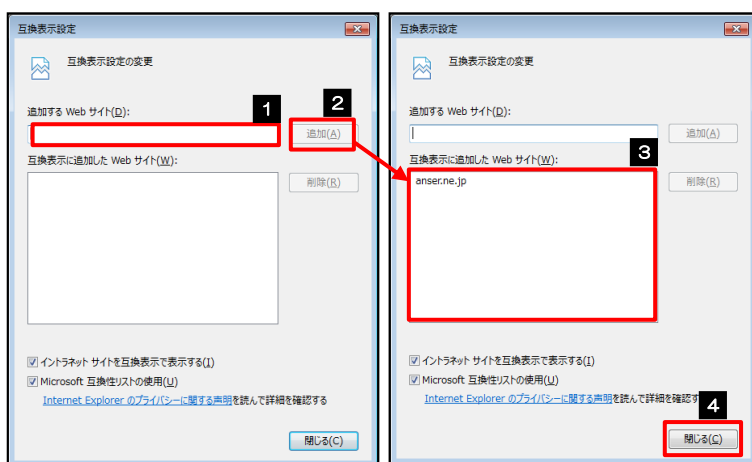 互換表示設定
互換表示設定の変更
追加する Web サイト(D):
1
2
追加(A)
互換表示に追加した Web サイト(W):
削除(R)
イントラネット サイトを互換表示で表示する(I)
Microsoft 互換性リストの使用(U)
Internet Explorer のプライバシーに関する声明を読んで詳細を確認する
閉じる(C)
互換表示設定
互換表示設定の変更
追加する Web サイト(D):
追加(A)
互換表示に追加した Web サイト(W):
3
anser.ne.jp
削除(R)
イントラネット サイトを互換表示で表示する(I)
Microsoft 互換性リストの使用(U)
Internet Explorer のプライバシーに関する声明を読んで詳細を確認す
4
閉じる(C)